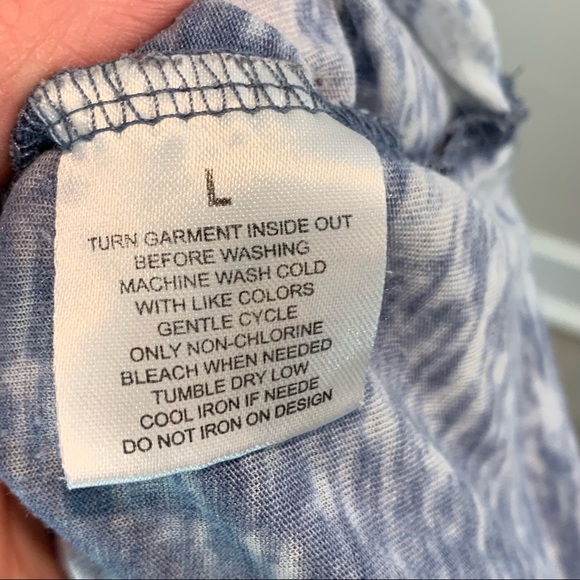 L
TURN GARMENT INSIDE OUT
BEFORE WASHING
MACHINE WASH COLD
WITH LIKE COLORS
GENTLE CYCLE
ONLY NON-CHLORINE
BLEACH WHEN NEEDED
TUMBLE DRY LOW
COOL IRON IF NEEDE
DO NOT IRON ON DESIGN